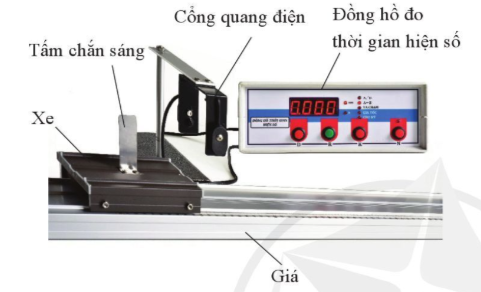 Cổng quang điện
Đồng hồ đo
thời gian hiện số
Tấm chắn sáng
Xe
0.000
Giá